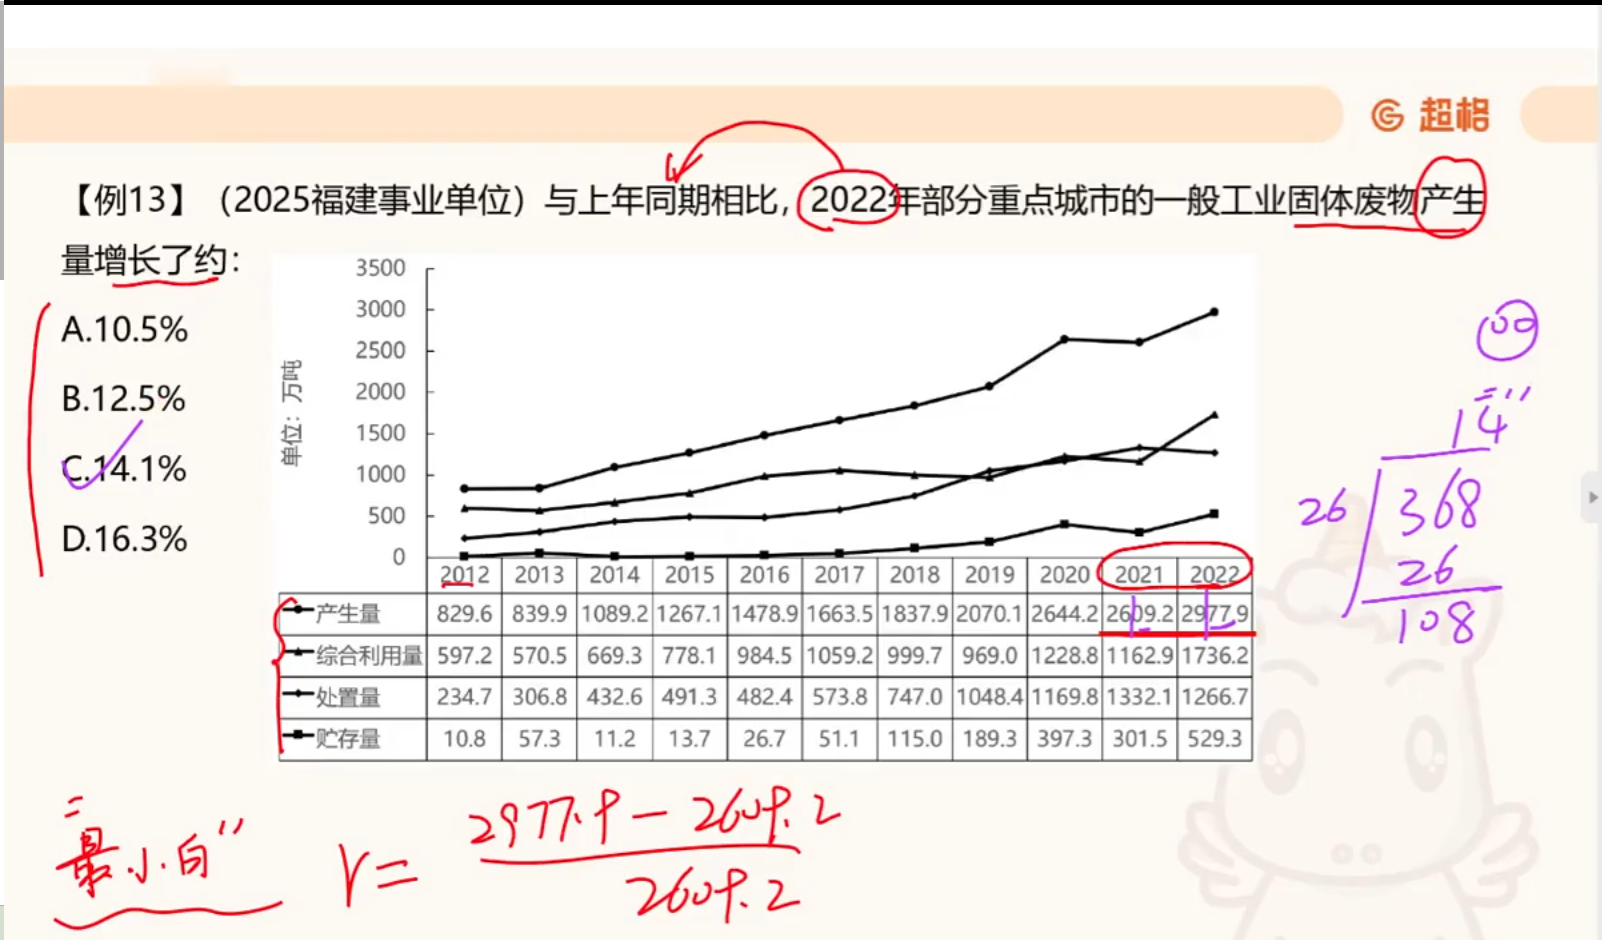 超格
【例13】（2025福建事业单位）与上年同期相比，2022年部分重点城市的一般工业固体废物产生
量增长了约：
A.10.5%
B.12.5%
C.14.1%
D.16.3%
单位：万吨
3500
3000
2500
2000
1500
1000
500
0
2012 2013 2014 2015 2016 2017 2018 2019 2020 2021 2022
产生量 829.6 839.9 1089.2 1267.1 1478.9 1663.5 1837.9 2070.1 2644.2 2609.2 2977.9
综合利用量 597.2 570.5 669.3 778.1 984.5 1059.2 999.7 969.0 1228.8 1162.9 1736.2
处置量 234.7 306.8 432.6 491.3 482.4 573.8 747.0 1048.4 1169.8 1332.1 1266.7
贮存量 10.8 57.3 11.2 13.7 26.7 51.1 115.0 189.3 397.3 301.5 529.3
14
26 368
26
108
"最小白"
r= 2977.9-2609.2
2609.2